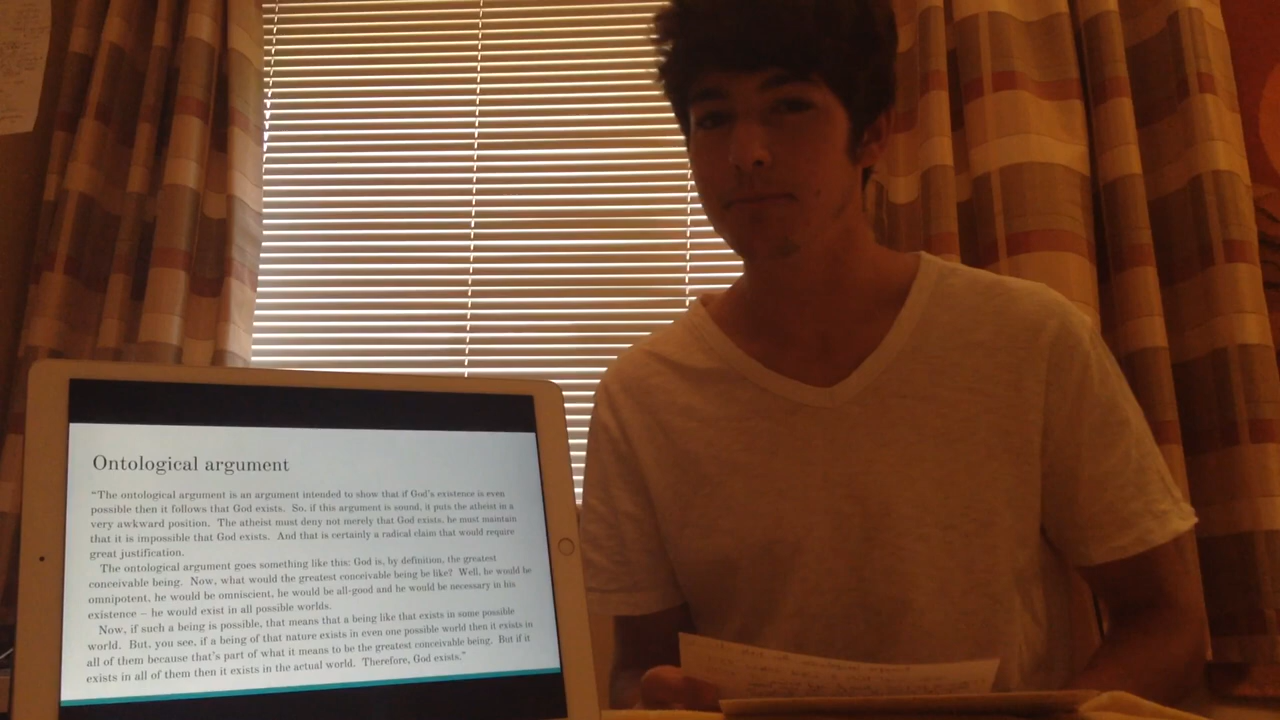 Ontological argument
"The ontological argument is an argument intended to show that if God's existence is even
possible then it follows that God exists. So, if this argument is sound, it puts the atheist in a
very awkward position. The atheist must deny not merely that God exists, he must maintain
that it is impossible that God exists. And that is certainly a radical claim that would require
great justification.
The ontological argument goes something like this: God is, by definition, the greatest
conceivable being. Now, what would the greatest conceivable being be like? Well, he would be
omnipotent, he would be omniscient, he would be all-good and he would be necessary in his
existence – he would exist in all possible worlds.
Now, if such a being is possible, that means that a being like that exists in some possible
world. But, you see, if a being of that nature exists in even one possible world then it exists in
all of them because that's part of what it means to be the greatest conceivable being. But if it
exists in all of them then it exists in the actual world. Therefore, God exists."